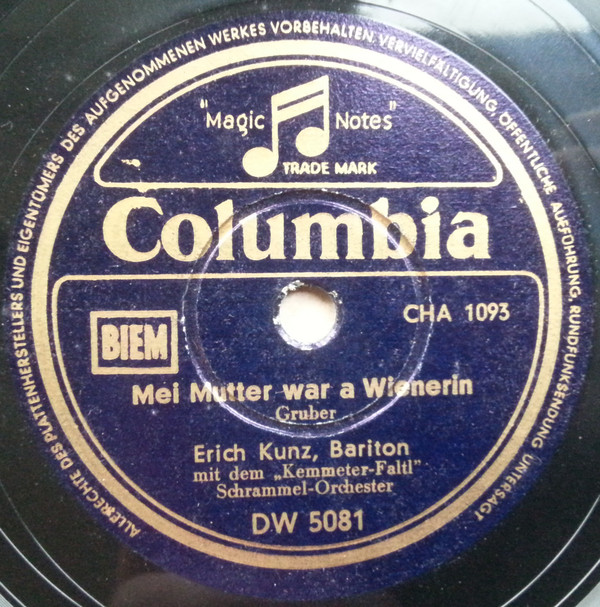 ALLE RECHTE DES PLATTENHERSTELLERS UND EIGENTÜMERS DES AUFGENOMMENEN WERKES VORBEHALTEN. VERVIELFÄLTIGUNG, ÖFFENTLICHE AUFFÜHRUNG, RUNDFUNKSENDUNG UNTERSAGT
"Magic Notes"
TRADE MARK
Columbia
CHA 1093
BIEM
Mei Mutter war a Wienerin
Gruber
Erich Kunz, Bariton
mit dem „Kemmeter-Faltl"
Schrammel-Orchester
DW 5081